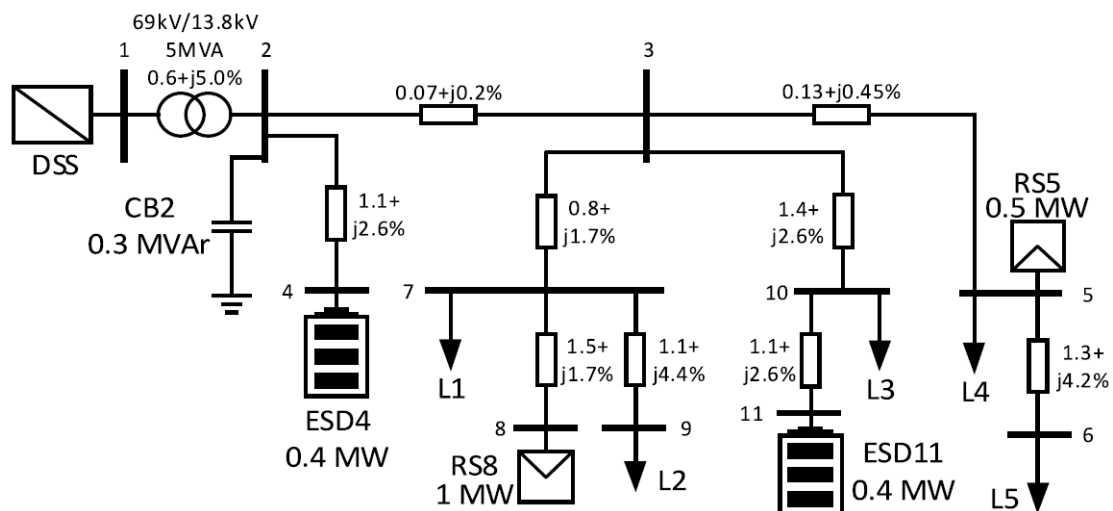 69kV/13.8kV
5MVA
0.6+j5.0%
1
2
3
0.07+j0.2%
0.13+j0.45%
DSS
CB2
0.3 MVAr
1.1+
j2.6%
0.8+
j1.7%
1.4+
j2.6%
RS5
0.5 MW
4
7
10
5
ESD4
0.4 MW
L1
1.5+
j1.7%
1.1+
j4.4%
1.1+
j2.6%
L3
L4
1.3+
j4.2%
8
9
11
6
RS8
1 MW
L2
ESD11
0.4 MW
L5